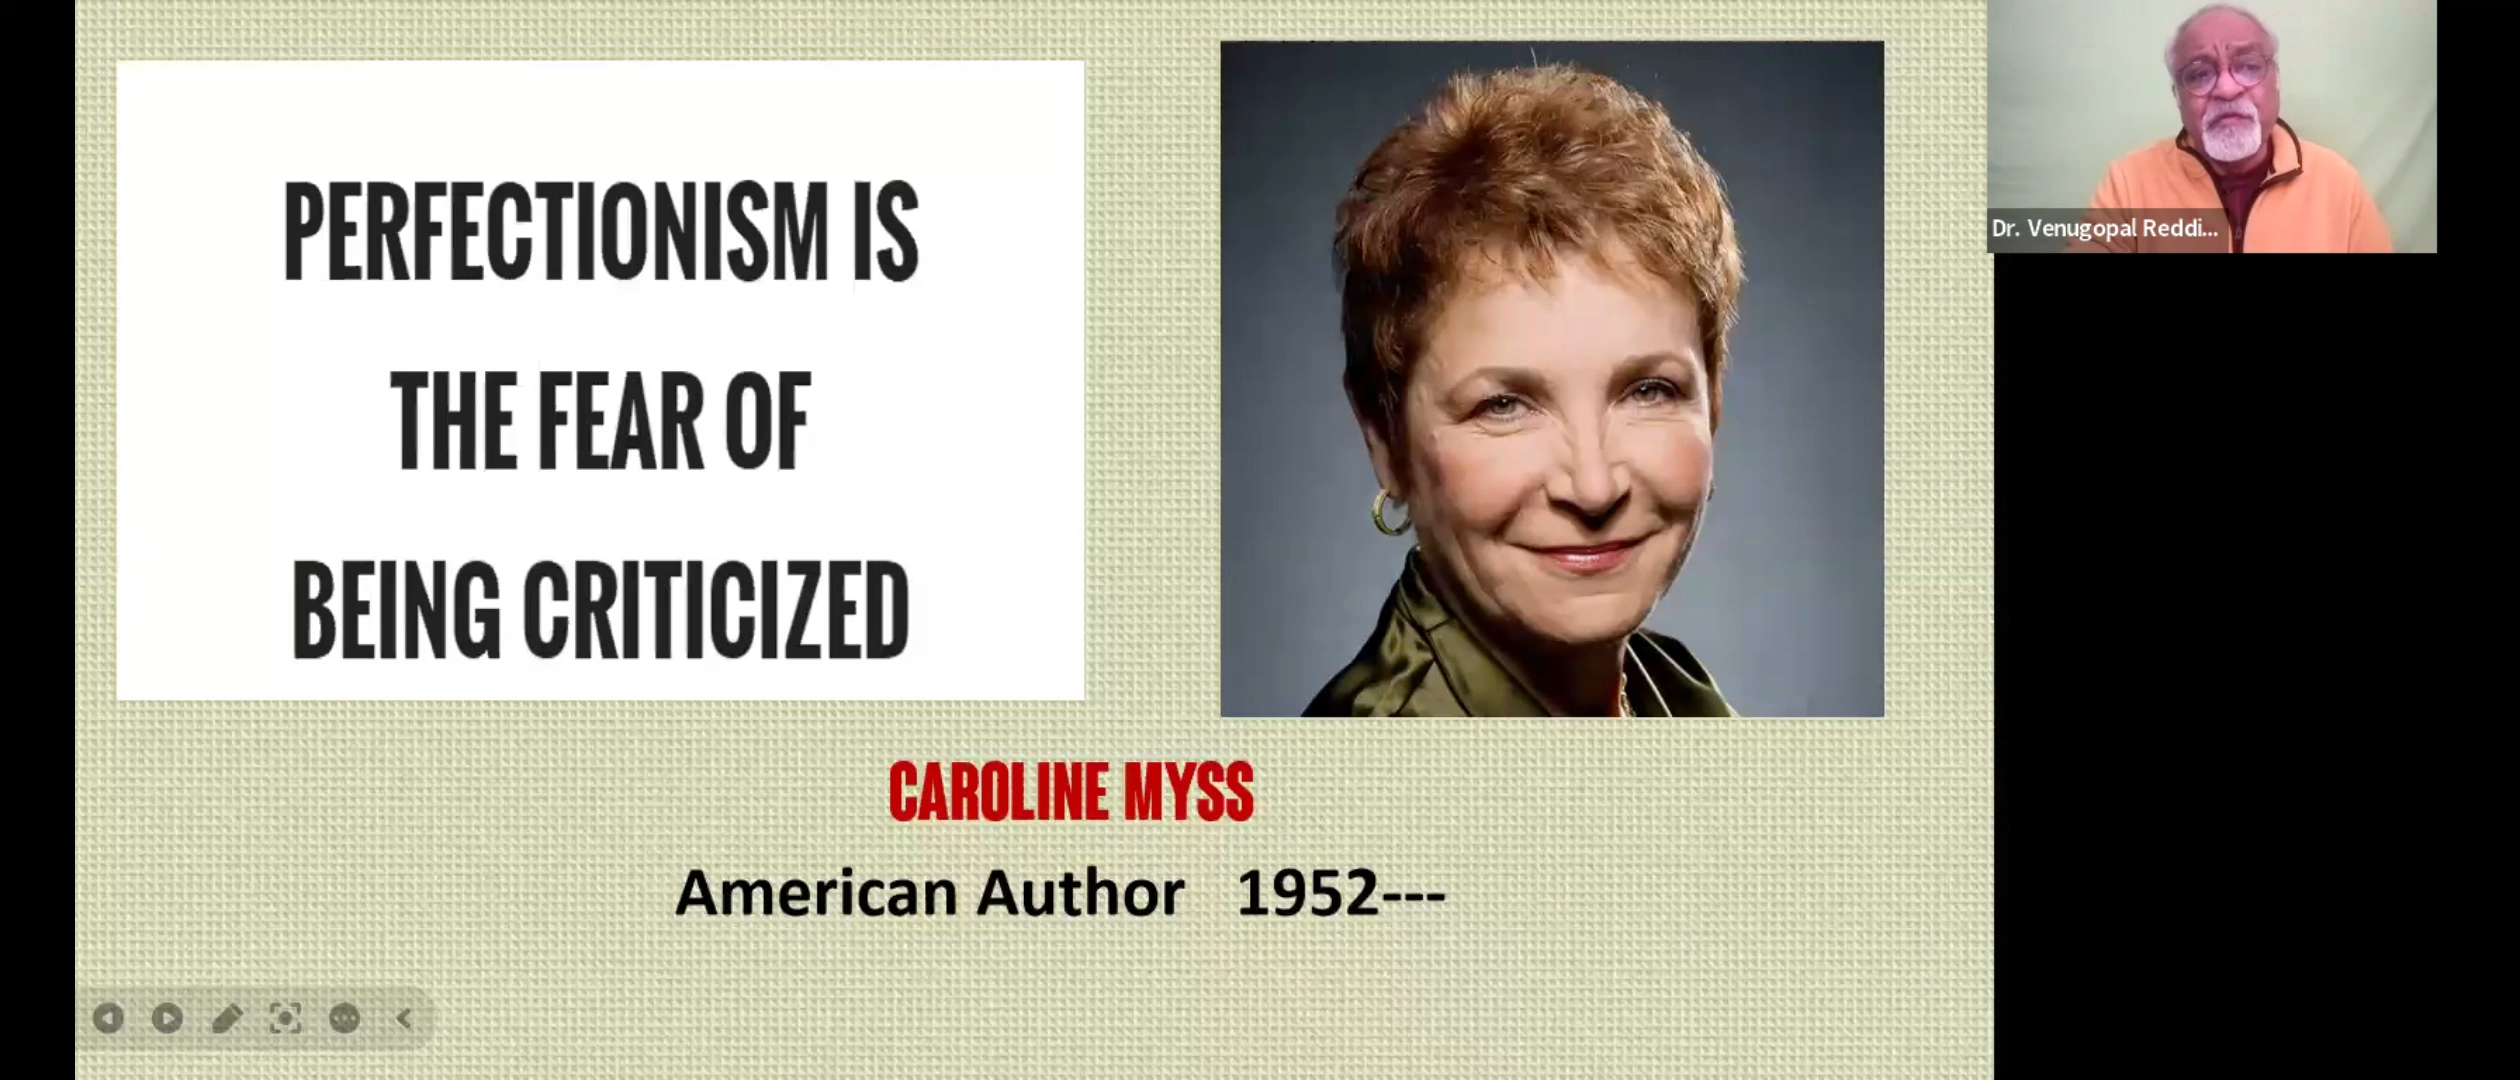 PERFECTIONISM IS
THE FEAR OF
BEING CRITICIZED
CAROLINE MYSS
American Author 1952---
Dr. Venugopal Reddi...